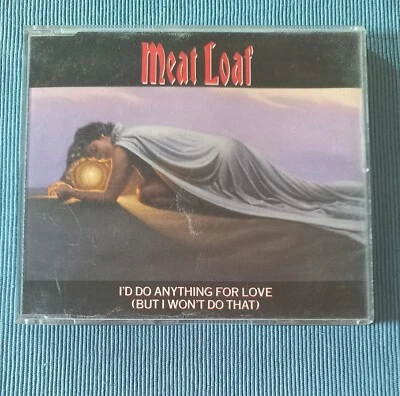 Meat Loaf
I'D DO ANYTHING FOR LOVE
(BUT I WON'T DO THAT)